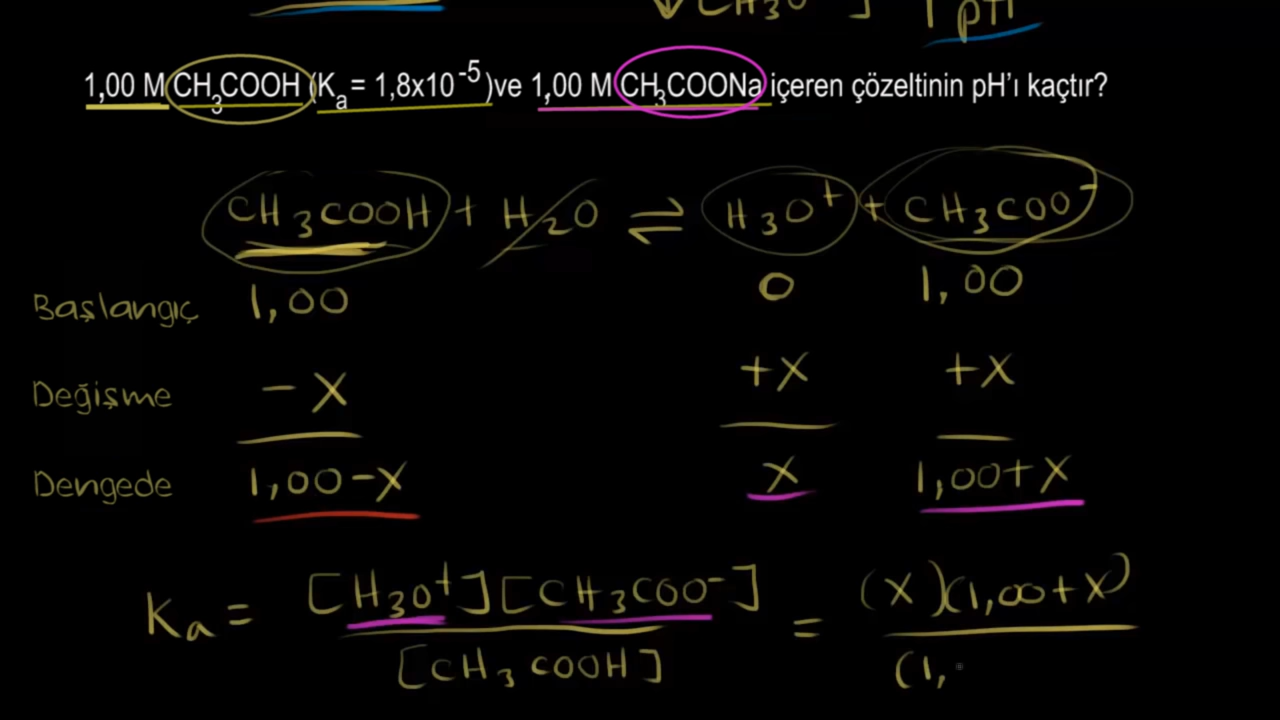 ↓[H₃O ] pH
1,00 M CH₃COOH (Kₐ = 1,8x10⁻⁵)ve 1,00 M CH₃COONa içeren çözeltinin pH'ı kaçtır?
CH₃COOH + H₂O ⇌ H₃O⁺ + CH₃COO⁻
Başlangıç 1,00 0 1,00
Değişme -X +X +X
Dengede 1,00-X X 1,00+X
Kₐ = [H₃O⁺][CH₃COO⁻] = (X)(1,00+X)
[CH₃COOH] (1,